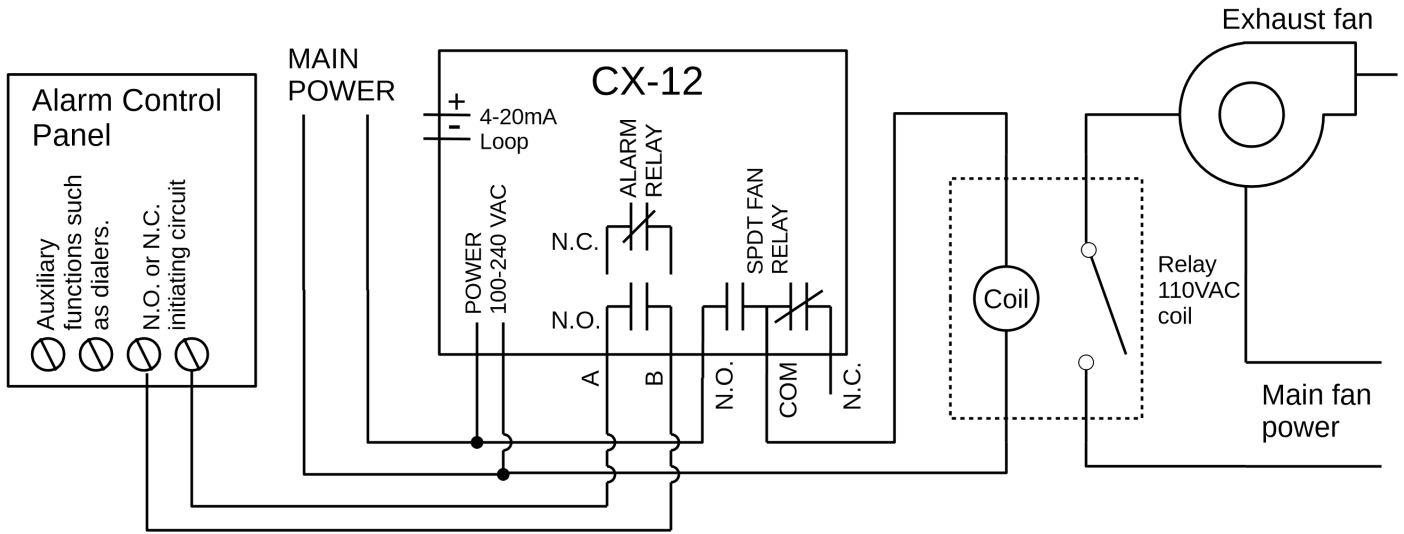 Exhaust fan
MAIN
POWER
Alarm Control
Panel
CX-12
+
-
4-20mA
Loop
ALARM
RELAY
SPDT FAN
RELAY
POWER
100-240 VAC
N.C.
N.O.
Auxiliary
functions such
as dialers.
N.O. or N.C.
initiating circuit
A
B
N.O.
COM
N.C.
Coil
Relay
110VAC
coil
Main fan
power